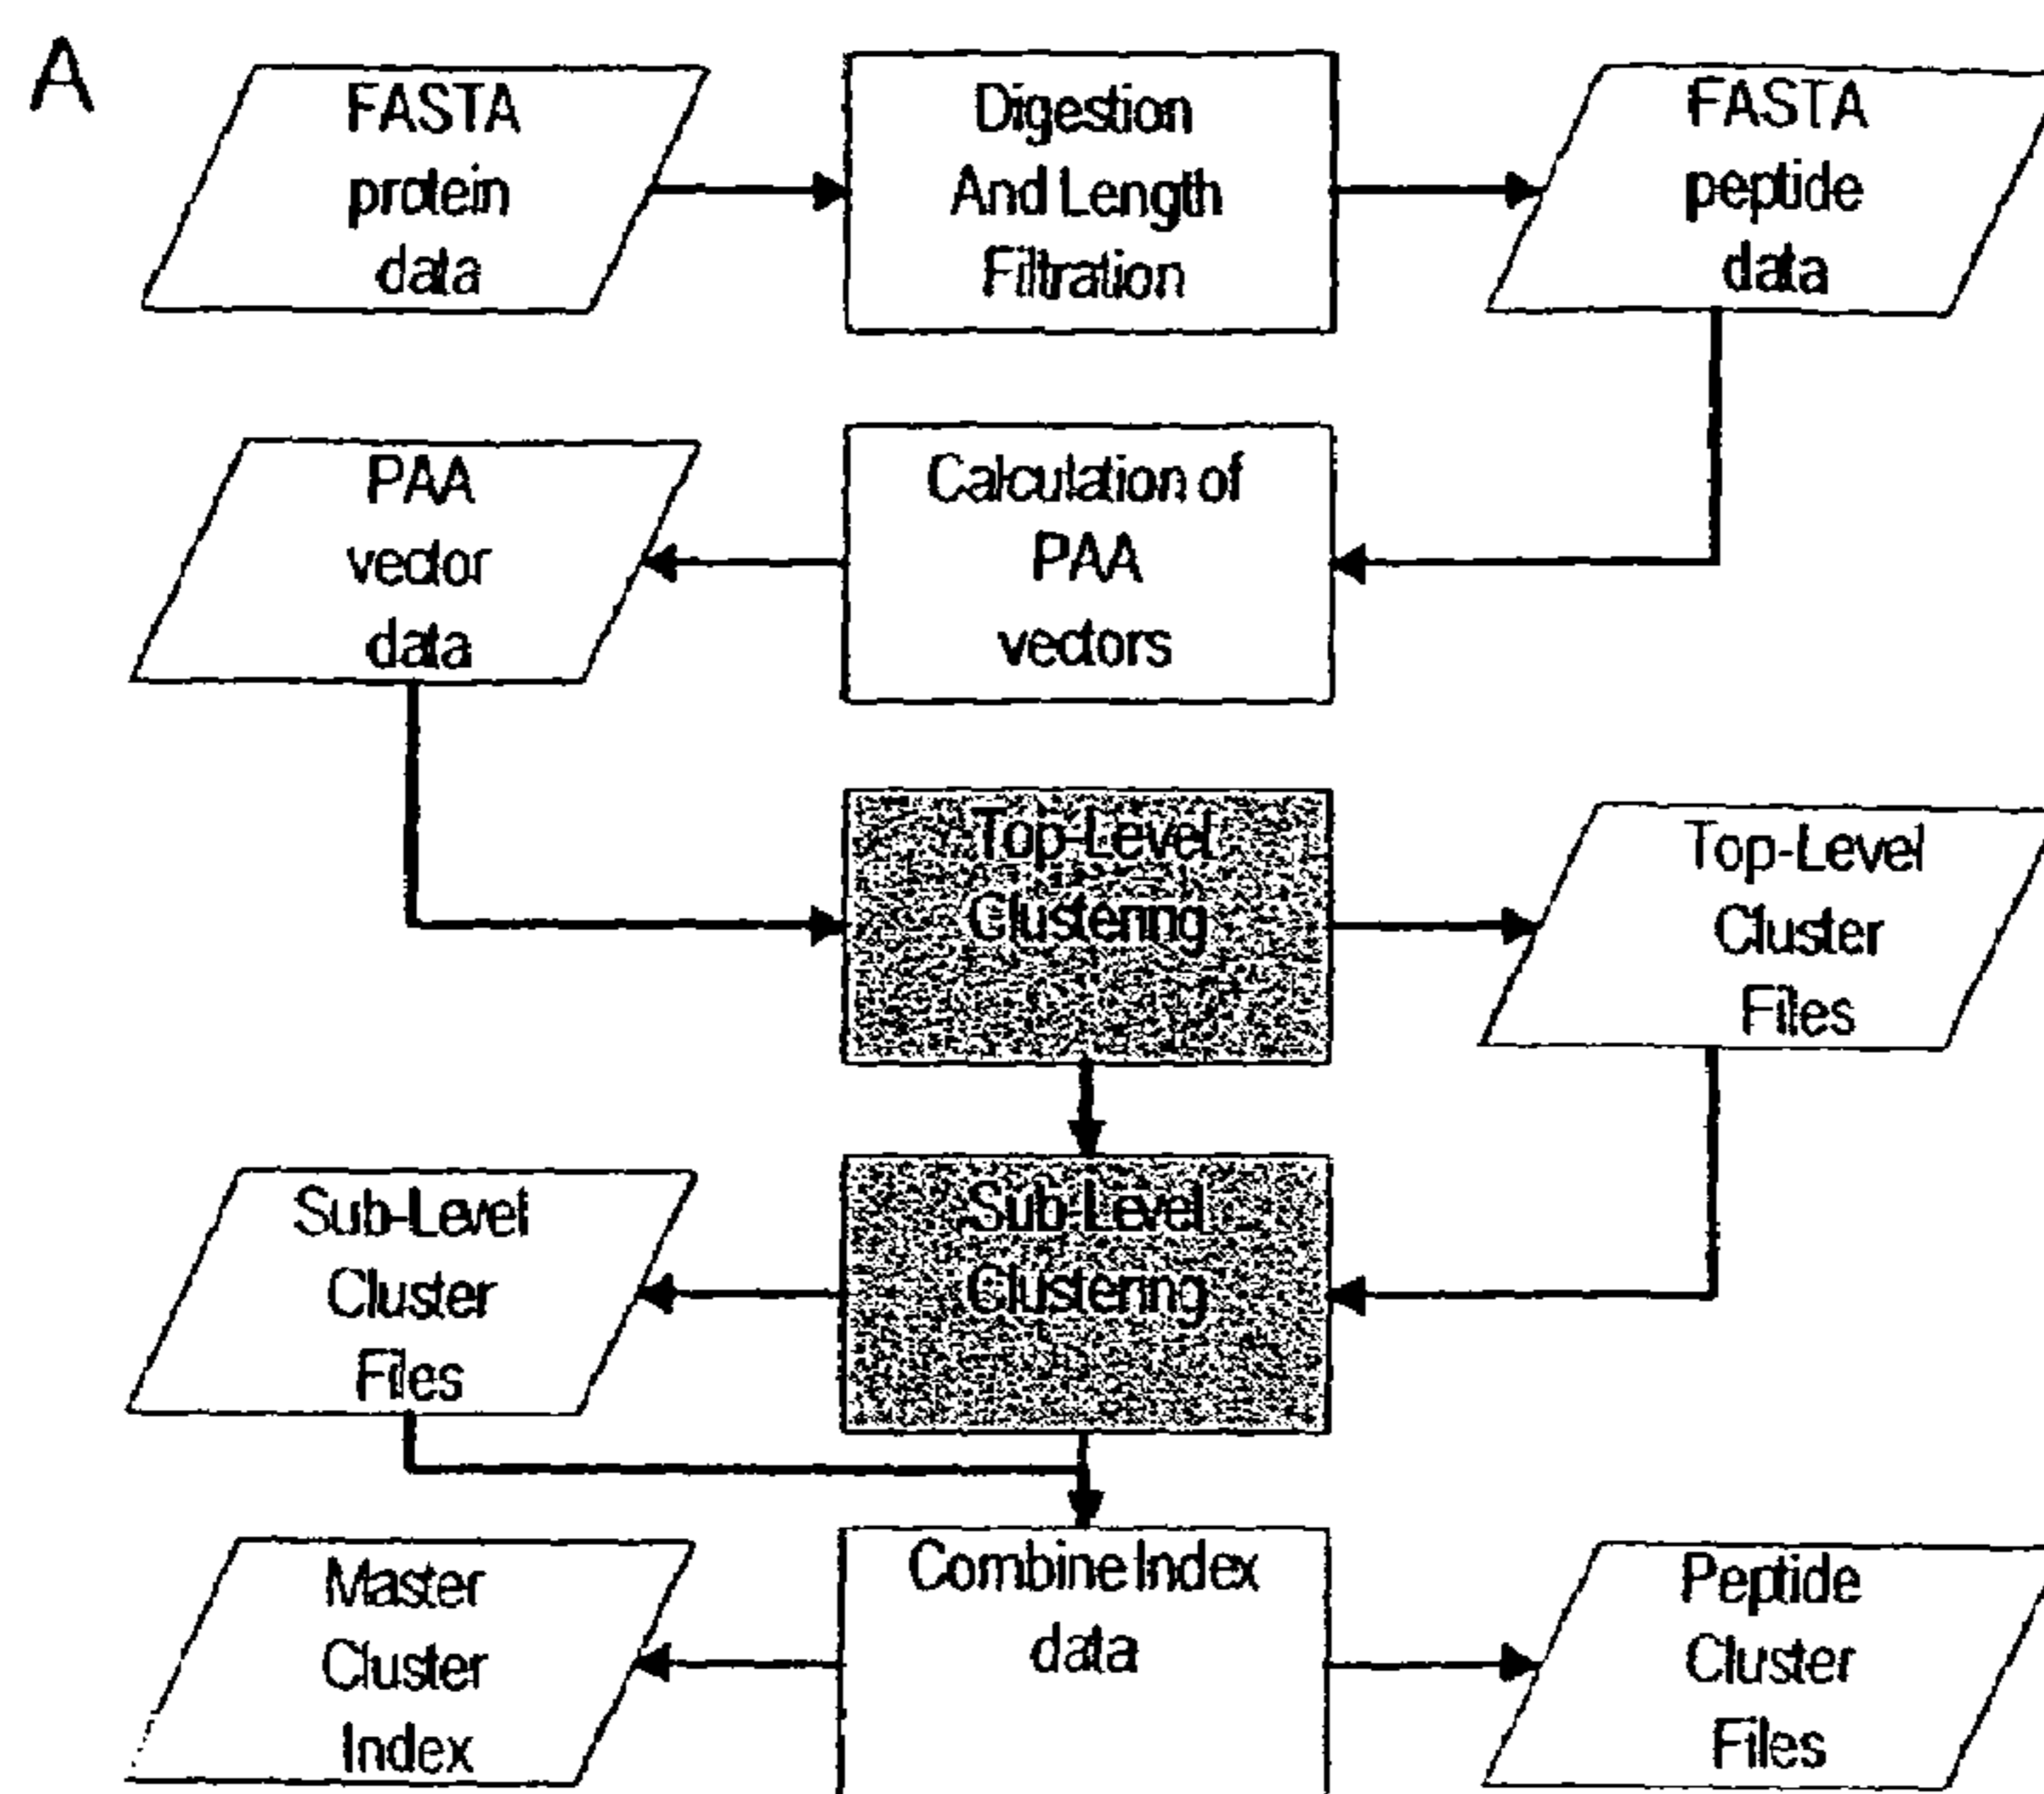 A
FASTA
protein
data
Digestion
And Length
Filtration
FASTA
peptide
data
PAA
vector
data
Calculation of
PAA
vectors
Top-Level
Clustering
Top-Level
Cluster
Files
Sub-Level
Cluster
Files
Sub-Level
Clustering
Master
Cluster
Index
Combine Index
data
Peptide
Cluster
Files